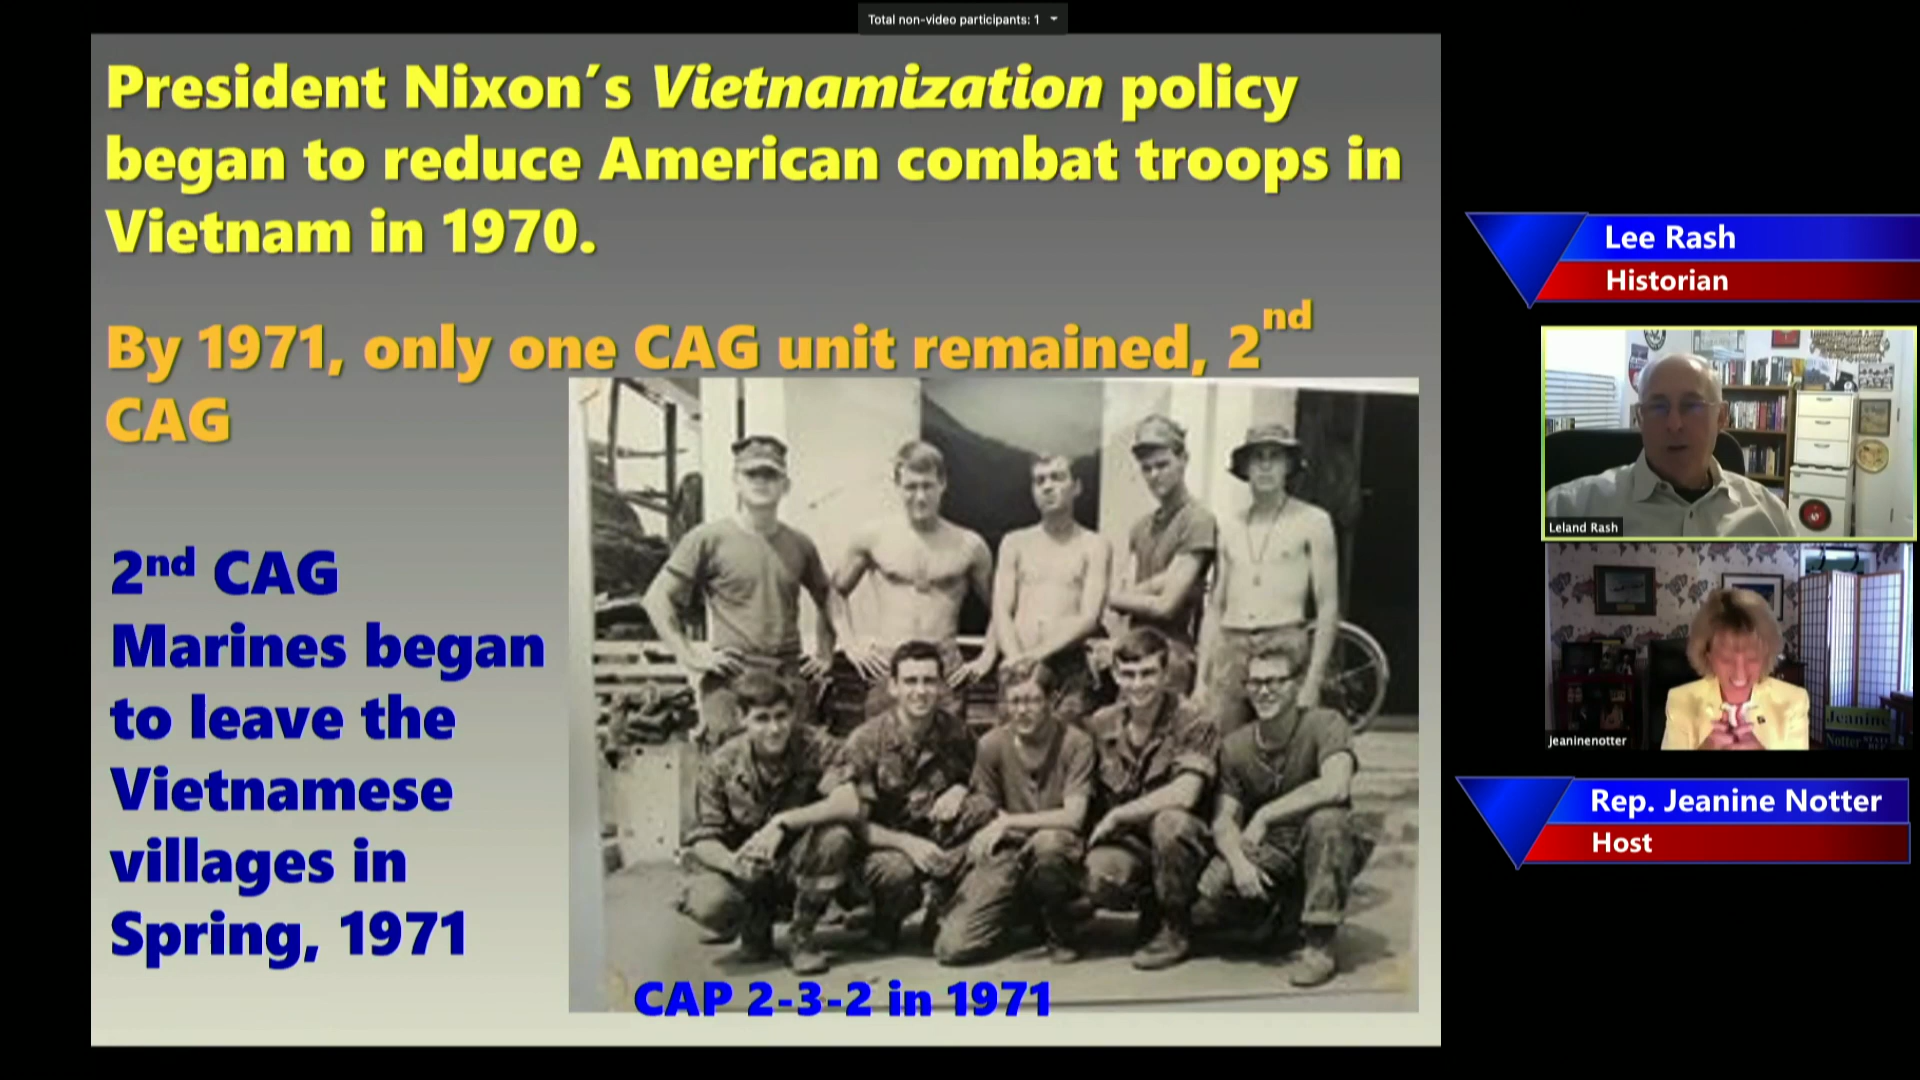 Total non-video participants: 1
President Nixon´s Vietnamization policy
began to reduce American combat troops in
Vietnam in 1970.
By 1971, only one CAG unit remained, 2nd
CAG
2nd CAG
Marines began
to leave the
Vietnamese
villages in
Spring, 1971
CAP 2-3-2 in 1971
Lee Rash
Historian
Leland Rash
Jeanine
Notter
jeaninenotter
Rep. Jeanine Notter
Host